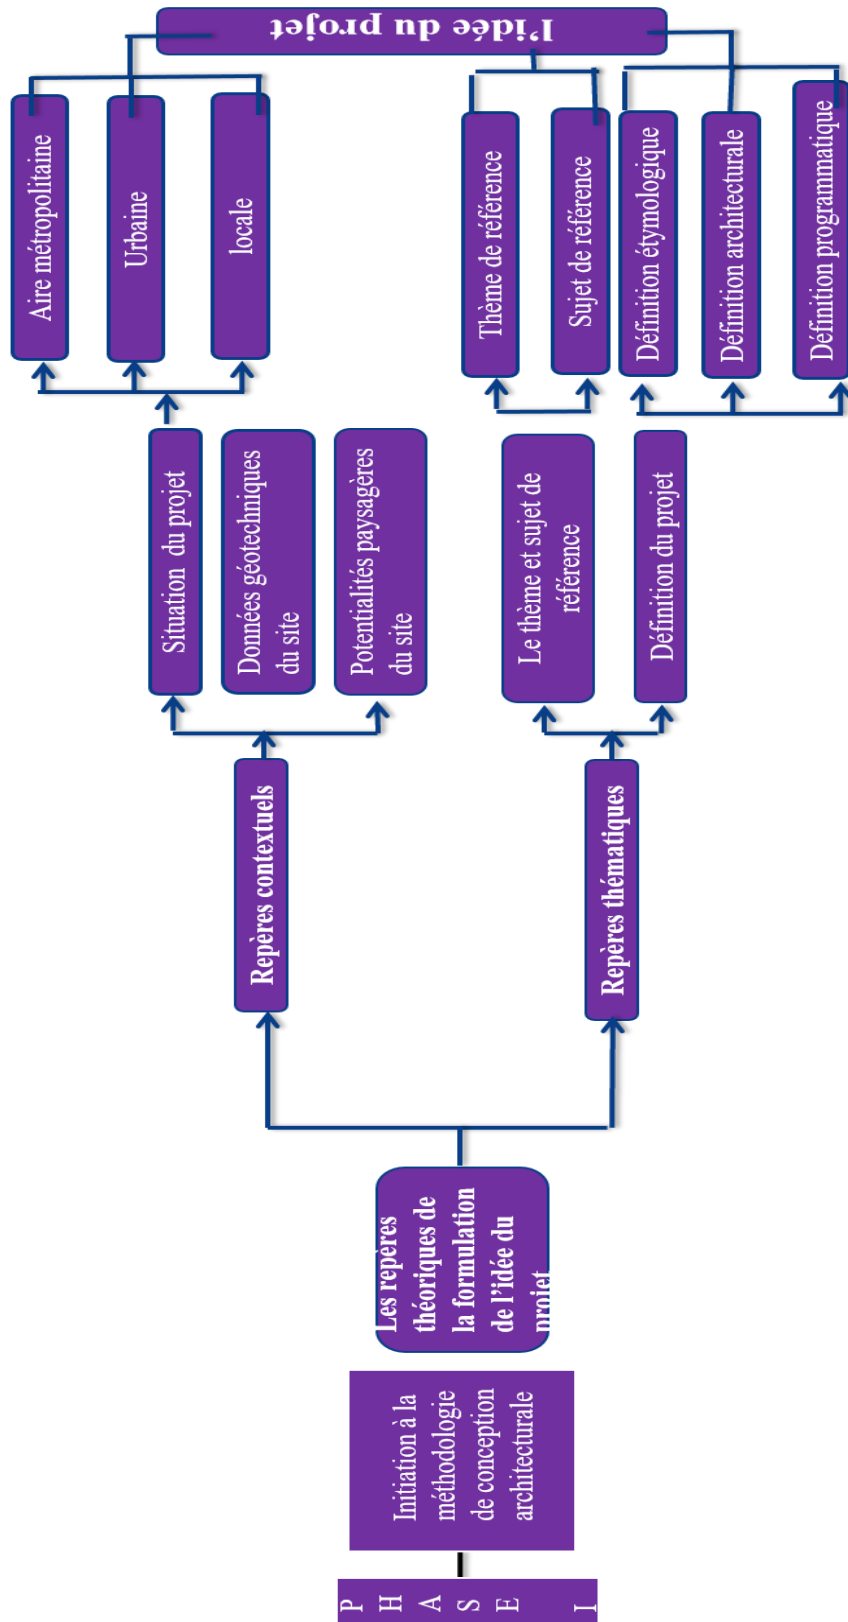 PHASE I
Initiation à la
méthodologie
de conception
architecturale
Les repères
théoriques de
la formulation
de l’idée du
projet
Repères contextuels
Repères thématiques
Situation du projet
Données géotechniques
du site
Potentialités paysagères
du site
Le thème et sujet de
référence
Définition du projet
Aire métropolitaine
Urbaine
locale
Thème de référence
Sujet de référence
Définition étymologique
Définition architecturale
Définition programmatique
l’idée du projet